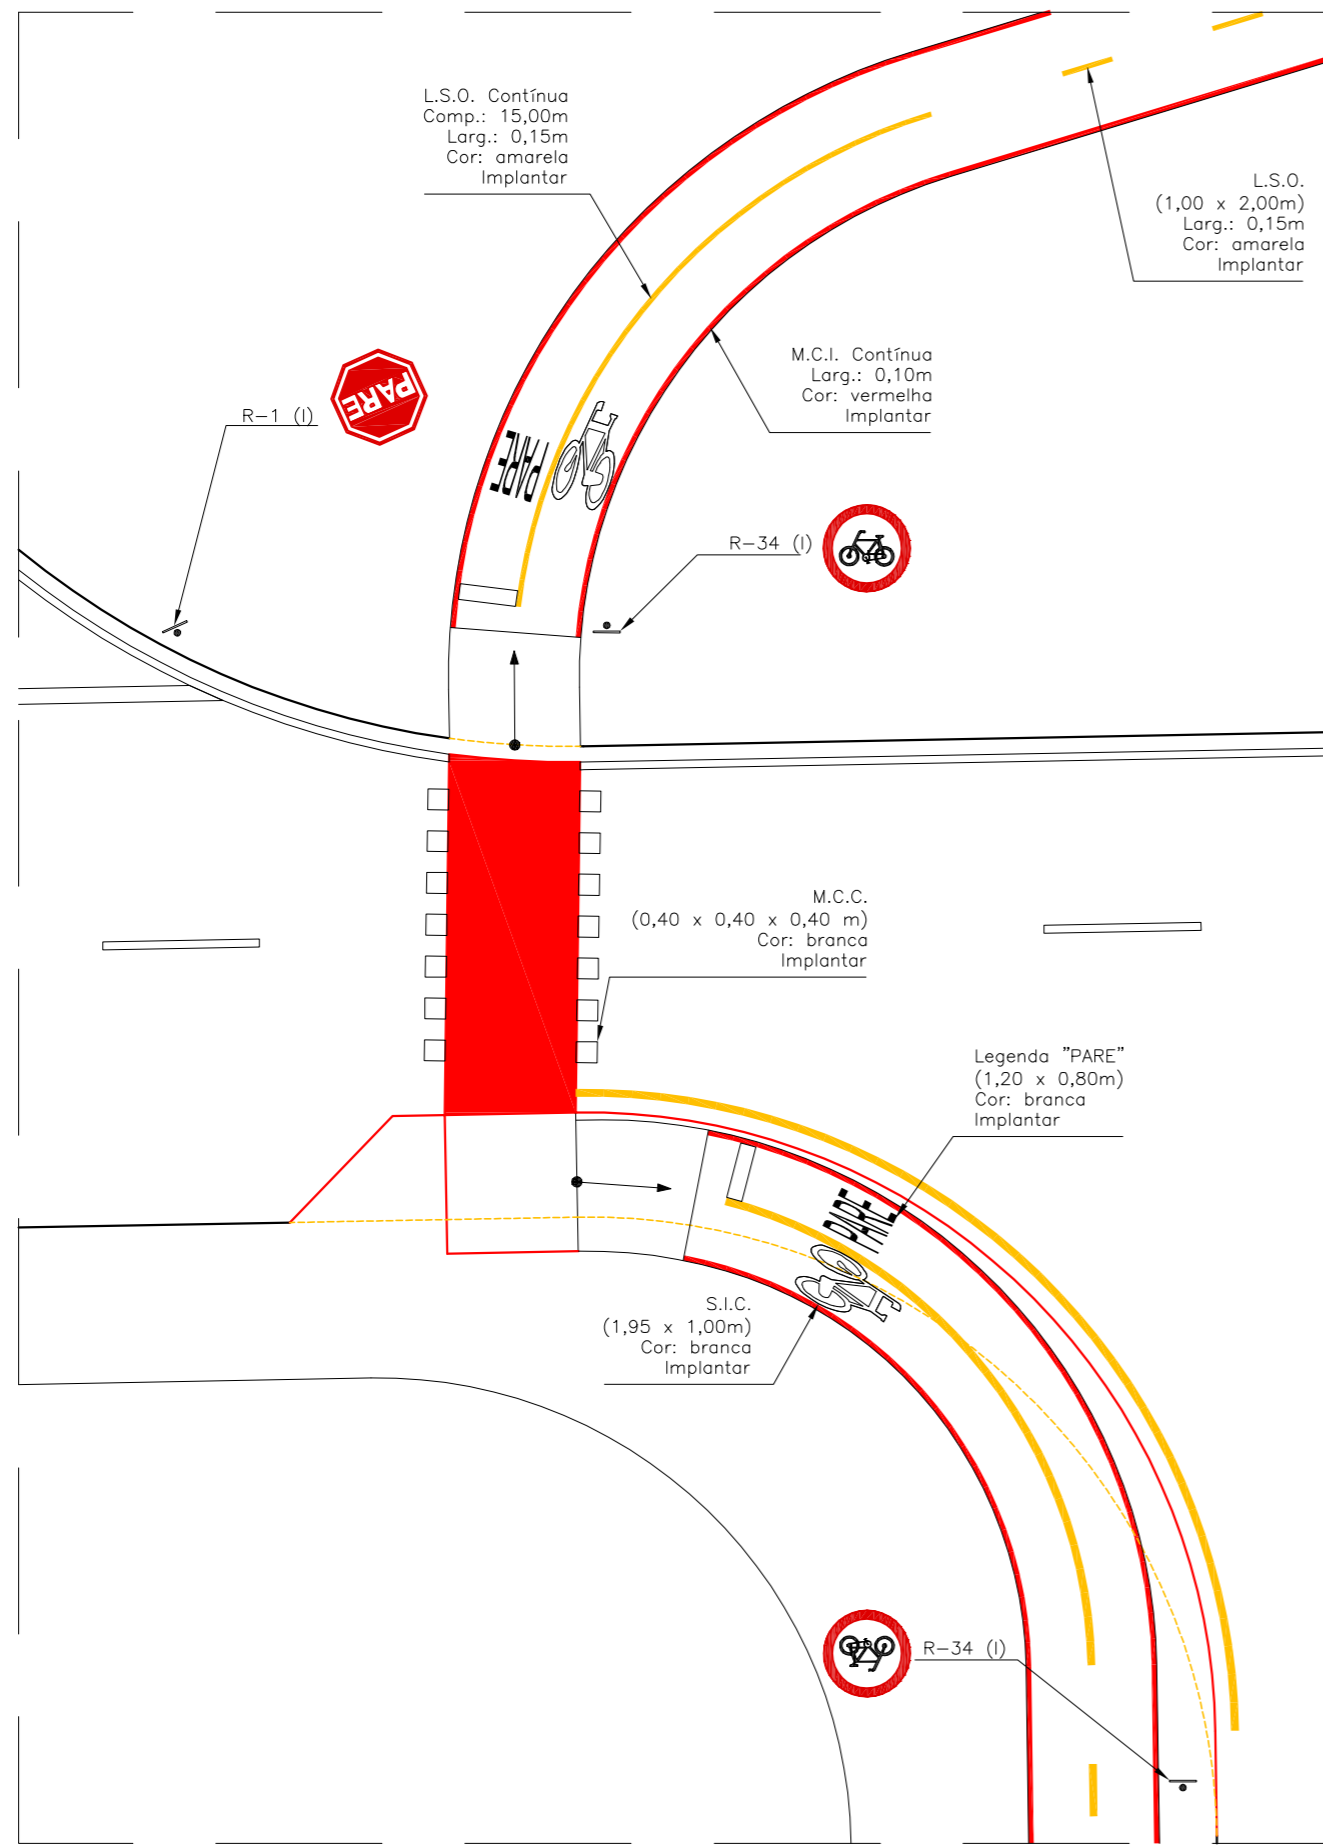 L.S.O. Contínua
Comp.: 15,00m
Larg.: 0,15m
Cor: amarela
Implantar
L.S.O.
(1,00 x 2,00m)
Larg.: 0,15m
Cor: amarela
Implantar
M.C.I. Contínua
Larg.: 0,10m
Cor: vermelha
Implantar
PARE
R-1 (I)
PARE
R-34 (I)
M.C.C.
(0,40 x 0,40 x 0,40 m)
Cor: branca
Implantar
Legenda "PARE"
(1,20 x 0,80m)
Cor: branca
Implantar
PARE
S.I.C.
(1,95 x 1,00m)
Cor: branca
Implantar
R-34 (I)